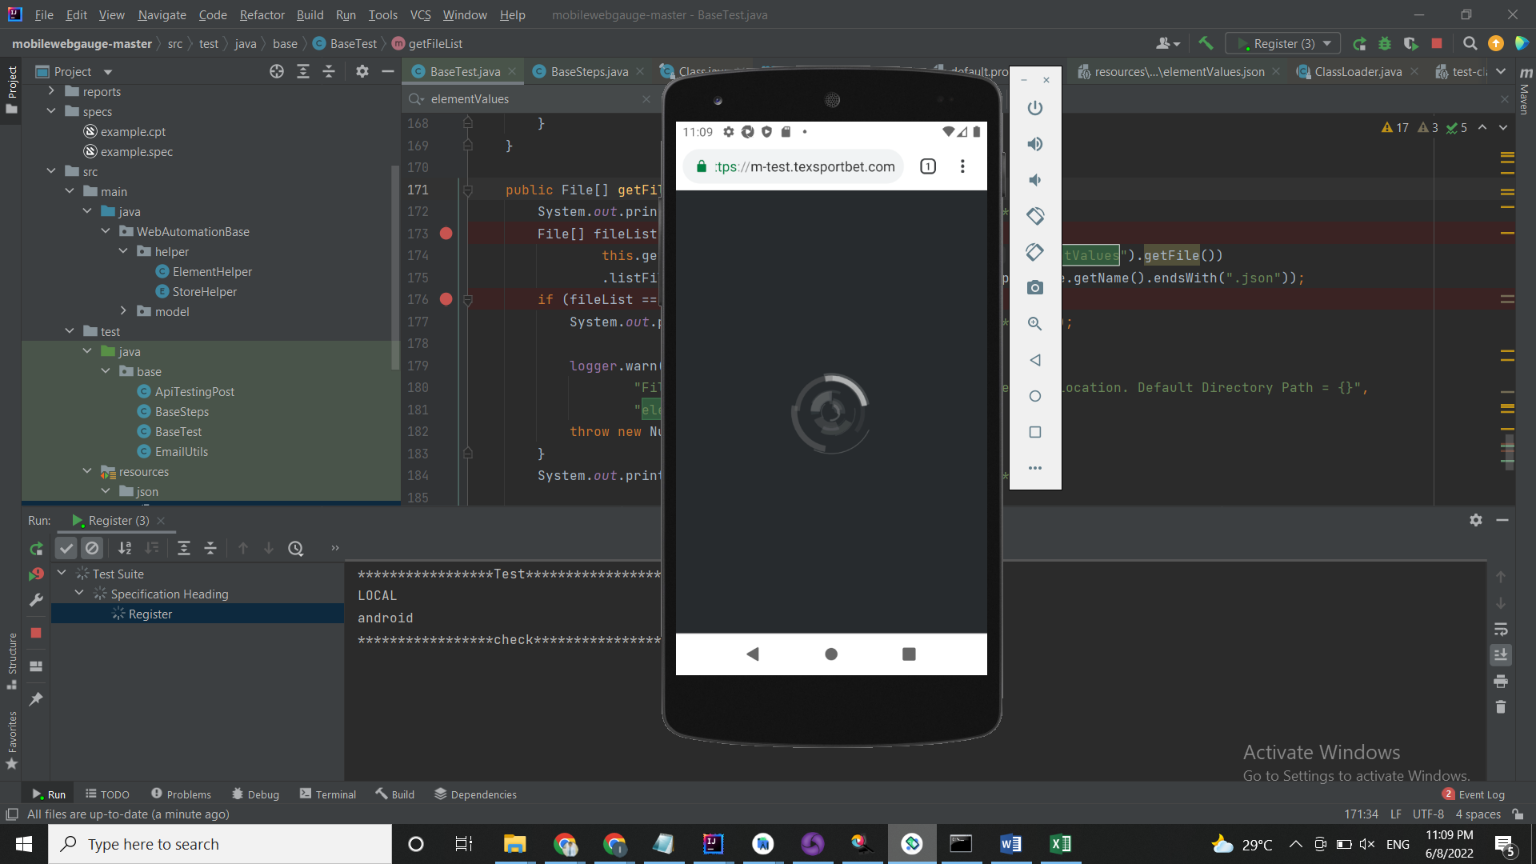 File Edit View Navigate Code Refactor Build Run Tools VCS Window Help mobilewebgauge-master - BaseTest.java
mobilewebgauge-master src test java base BaseTest getFileList Register (3)
Project BaseTest.java BaseSteps.java resources\...\elementValues.json ClassLoader.java
elementValues
reports
specs
example.cpt
example.spec
src
main
java
WebAutomationBase
helper
ElementHelper
StoreHelper
model
test
java
base
ApiTestingPost
BaseSteps
BaseTest
EmailUtils
resources
json
Project
Maven
Structure
Favorites
17 3 5
168 }
169 }
170
171 public File[] getFil
172 System.out.prin
173 File[] fileList
174 this.ge tValues").getFile())
175 .listFi .getName().endsWith(".json"));
176 if (fileList ==
177 System.out.p
178
179 logger.warn(
180 "Fil ocation. Default Directory Path = {}",
181 "ele
182 throw new Nu
183 }
184 System.out.print
185
11:09
m-test.texsportbet.com
1
Run: Register (3)
Test Suite
Specification Heading
Register
*****************Test*****************
LOCAL
android
*****************check****************
Activate Windows
Go to Settings to activate Windows.
Run TODO Problems Debug Terminal Build Dependencies 2 Event Log
All files are up-to-date (a minute ago) 171:34 LF UTF-8 4 spaces
Type here to search 29°C ENG 11:09 PM
6/8/2022 5